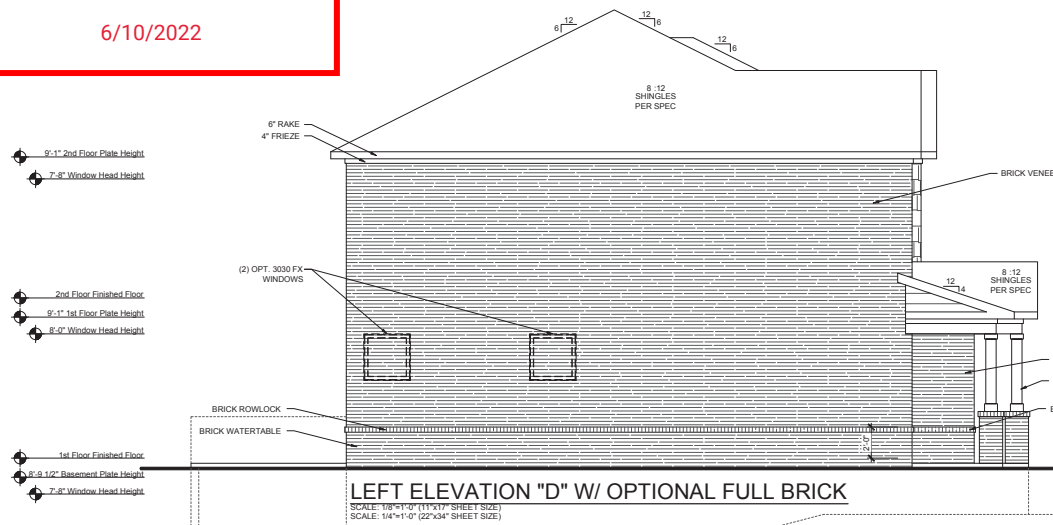 6/10/2022
12
6
12
6
12
6
8 :12
SHINGLES
PER SPEC
6" RAKE
4" FRIEZE
9'-1" 2nd Floor Plate Height
7'-8" Window Head Height
BRICK VENEE
(2) OPT. 3030 FX
WINDOWS
12
4
8 :12
SHINGLES
PER SPEC
2nd Floor Finished Floor
9'-1" 1st Floor Plate Height
8'-0" Window Head Height
BRICK ROWLOCK
BRICK WATERTABLE
2'-0"
1st Floor Finished Floor
8'-9 1/2" Basement Plate Height
7'-8" Window Head Height
LEFT ELEVATION "D" W/ OPTIONAL FULL BRICK
SCALE: 1/8"=1'-0" (11"x17" SHEET SIZE)
SCALE: 1/4"=1'-0" (22"x34" SHEET SIZE)